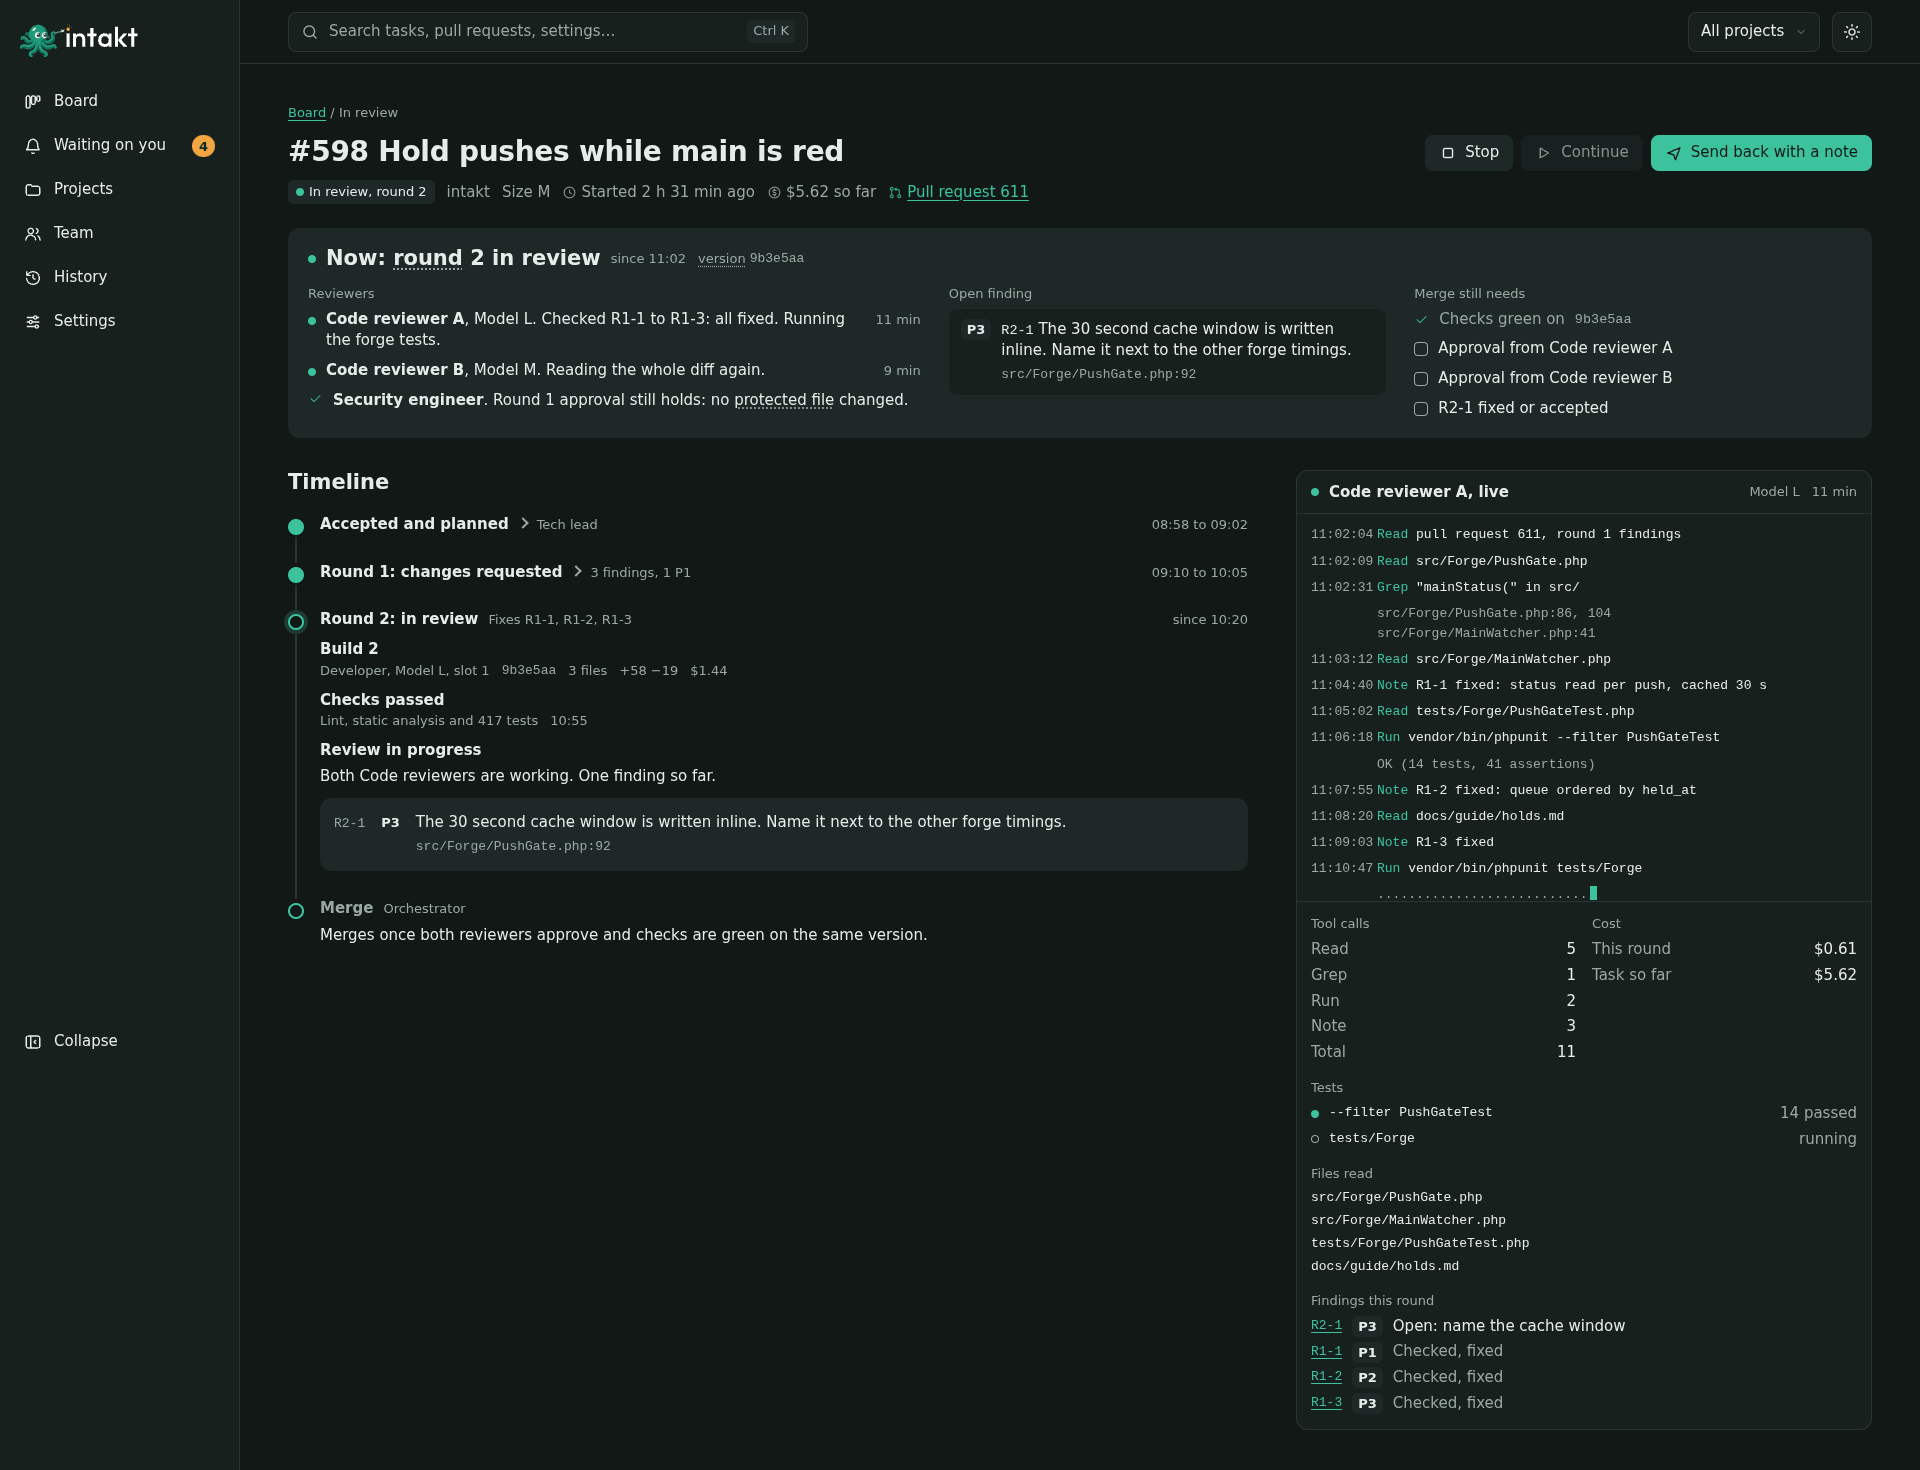 intakt
Search tasks, pull requests, settings…
Ctrl K
All projects
Board
Waiting on you
4
Projects
Team
History
Settings
Collapse
Board / In review
#598 Hold pushes while main is red
Stop
Continue
Send back with a note
In review, round 2 intakt Size M Started 2 h 31 min ago $5.62 so far Pull request 611
Now: round 2 in review since 11:02 version 9b3e5aa
Reviewers
Code reviewer A, Model L. Checked R1-1 to R1-3: all fixed. Running 11 min
the forge tests.
Code reviewer B, Model M. Reading the whole diff again. 9 min
Security engineer. Round 1 approval still holds: no protected file changed.
Open finding
P3 R2-1 The 30 second cache window is written
inline. Name it next to the other forge timings.
src/Forge/PushGate.php:92
Merge still needs
Checks green on 9b3e5aa
Approval from Code reviewer A
Approval from Code reviewer B
R2-1 fixed or accepted
Timeline
Accepted and planned Tech lead 08:58 to 09:02
Round 1: changes requested 3 findings, 1 P1 09:10 to 10:05
Round 2: in review Fixes R1-1, R1-2, R1-3 since 10:20
Build 2
Developer, Model L, slot 1 9b3e5aa 3 files +58 −19 $1.44
Checks passed
Lint, static analysis and 417 tests 10:55
Review in progress
Both Code reviewers are working. One finding so far.
R2-1 P3 The 30 second cache window is written inline. Name it next to the other forge timings.
src/Forge/PushGate.php:92
Merge Orchestrator
Merges once both reviewers approve and checks are green on the same version.
Code reviewer A, live Model L 11 min
11:02:04 Read pull request 611, round 1 findings
11:02:09 Read src/Forge/PushGate.php
11:02:31 Grep "mainStatus(" in src/
src/Forge/PushGate.php:86, 104
src/Forge/MainWatcher.php:41
11:03:12 Read src/Forge/MainWatcher.php
11:04:40 Note R1-1 fixed: status read per push, cached 30 s
11:05:02 Read tests/Forge/PushGateTest.php
11:06:18 Run vendor/bin/phpunit --filter PushGateTest
OK (14 tests, 41 assertions)
11:07:55 Note R1-2 fixed: queue ordered by held_at
11:08:20 Read docs/guide/holds.md
11:09:03 Note R1-3 fixed
11:10:47 Run vendor/bin/phpunit tests/Forge
...........................
Tool calls
Read 5
Grep 1
Run 2
Note 3
Total 11
Cost
This round $0.61
Task so far $5.62
Tests
--filter PushGateTest 14 passed
tests/Forge running
Files read
src/Forge/PushGate.php
src/Forge/MainWatcher.php
tests/Forge/PushGateTest.php
docs/guide/holds.md
Findings this round
R2-1 P3 Open: name the cache window
R1-1 P1 Checked, fixed
R1-2 P2 Checked, fixed
R1-3 P3 Checked, fixed